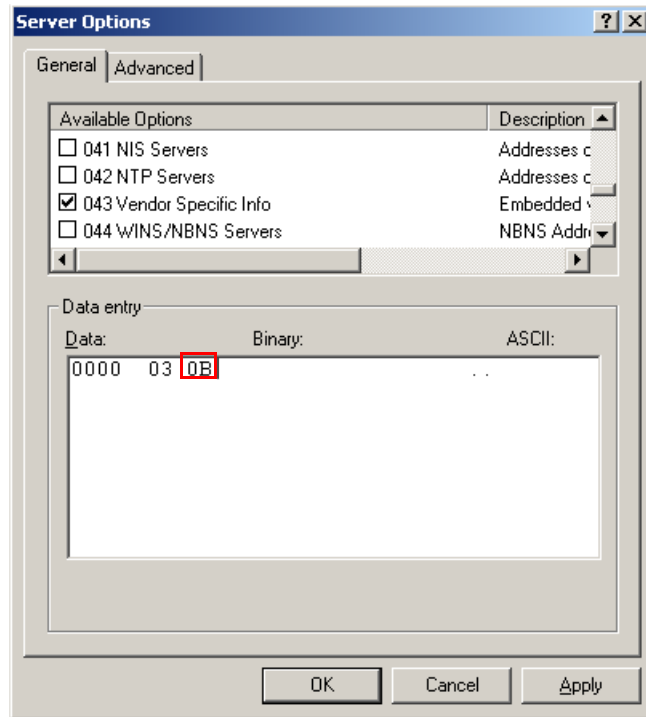 Server Options
General Advanced
Available Options Description
041 NIS Servers Addresses c
042 NTP Servers Addresses c
043 Vendor Specific Info Embedded
044 WINS/NBNS Servers NBNS Addr
Data entry
Data: Binary: ASCII:
0000 03 0B . .
OK Cancel Apply